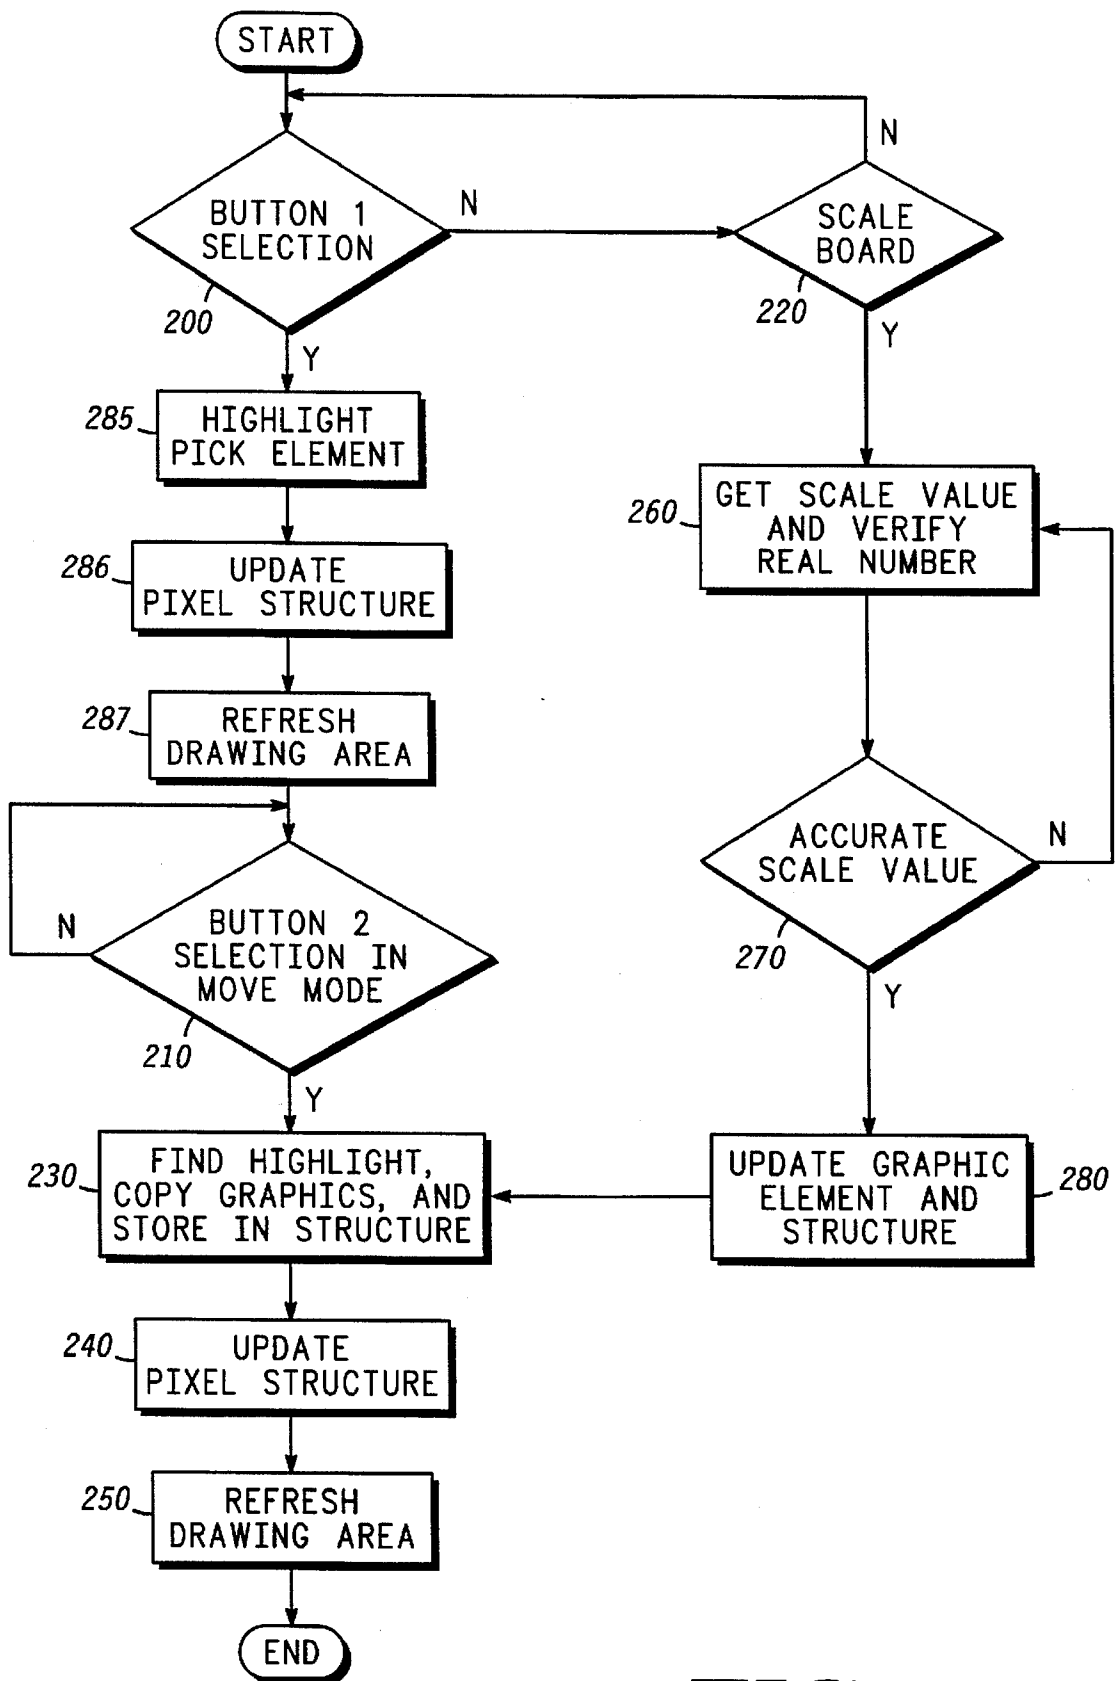 START
N
BUTTON 1
SELECTION
N
SCALE
BOARD
200
220
Y
Y
285
HIGHLIGHT
PICK ELEMENT
GET SCALE VALUE
AND VERIFY
REAL NUMBER
260
286
UPDATE
PIXEL STRUCTURE
287
REFRESH
DRAWING AREA
ACCURATE
SCALE VALUE
N
N
BUTTON 2
SELECTION IN
MOVE MODE
270
Y
210
Y
230
FIND HIGHLIGHT,
COPY GRAPHICS, AND
STORE IN STRUCTURE
UPDATE GRAPHIC
ELEMENT AND
STRUCTURE
280
240
UPDATE
PIXEL STRUCTURE
250
REFRESH
DRAWING AREA
END